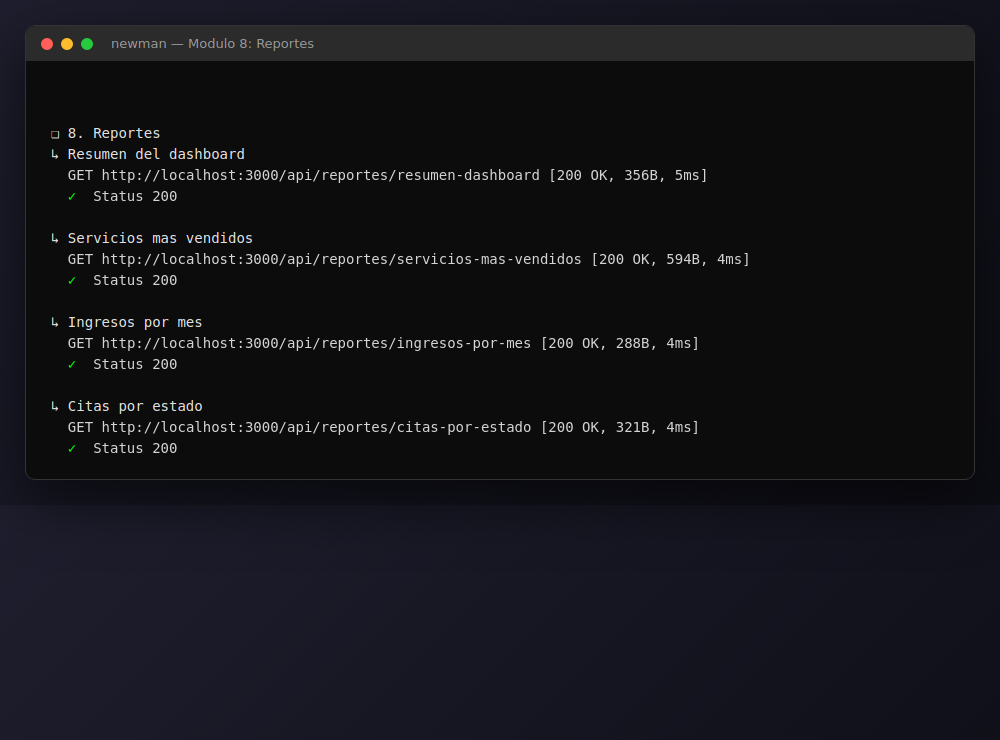 newman — Modulo 8: Reportes
❏ 8. Reportes
↳ Resumen del dashboard
GET http://localhost:3000/api/reportes/resumen-dashboard [200 OK, 356B, 5ms]
✓ Status 200
↳ Servicios mas vendidos
GET http://localhost:3000/api/reportes/servicios-mas-vendidos [200 OK, 594B, 4ms]
✓ Status 200
↳ Ingresos por mes
GET http://localhost:3000/api/reportes/ingresos-por-mes [200 OK, 288B, 4ms]
✓ Status 200
↳ Citas por estado
GET http://localhost:3000/api/reportes/citas-por-estado [200 OK, 321B, 4ms]
✓ Status 200